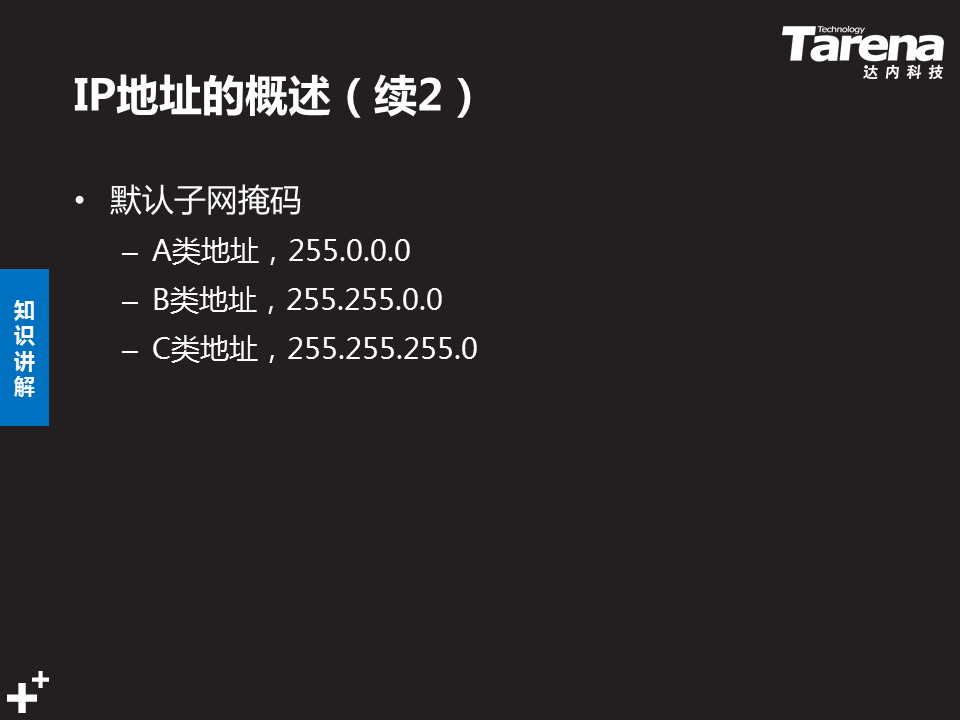 Technology
Tarena
达内科技
IP地址的概述（续2）
• 默认子网掩码
– A类地址，255.0.0.0
– B类地址，255.255.0.0
– C类地址，255.255.255.0
知
识
讲
解